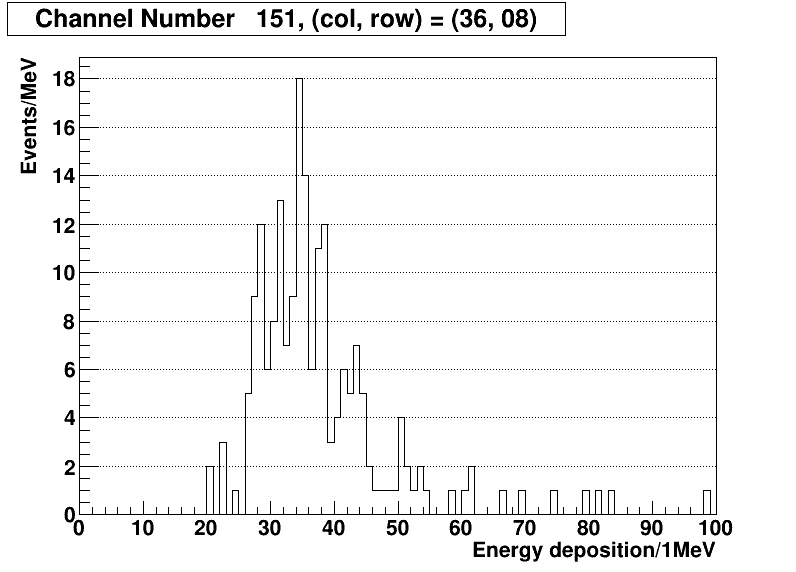 Channel Number 151, (col, row) = (36, 08)
Events/MeV
18
16
14
12
10
8
6
4
2
0
0 10 20 30 40 50 60 70 80 90 100
Energy deposition/1MeV